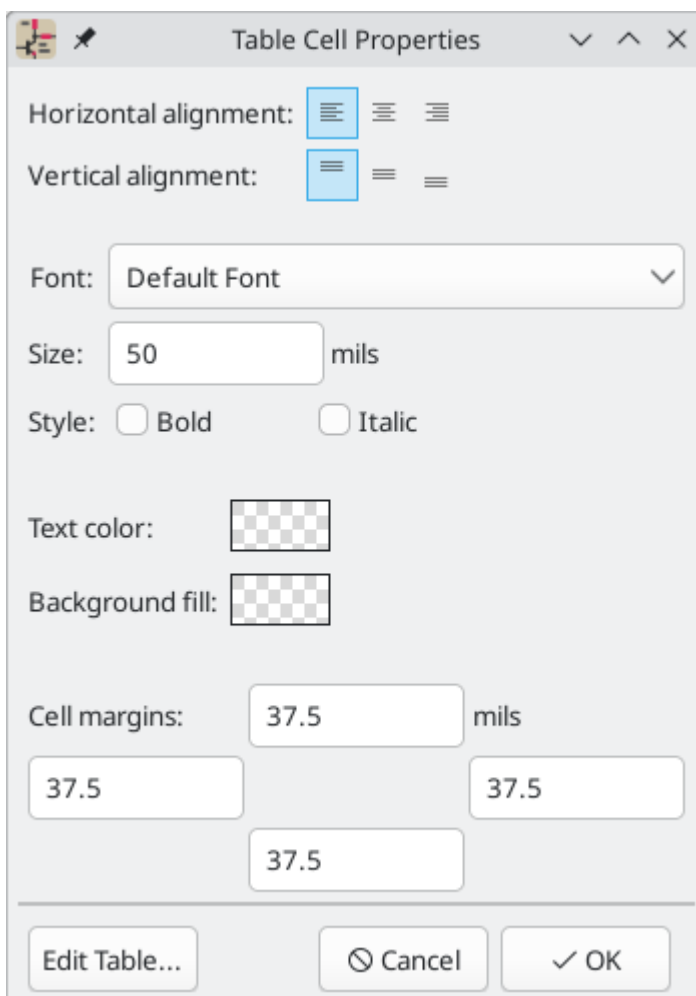 Table Cell Properties
Horizontal alignment:
Vertical alignment:
Font: Default Font
Size: 50 mils
Style: Bold Italic
Text color:
Background fill:
Cell margins: 37.5 mils
37.5 37.5
37.5
Edit Table... Cancel OK